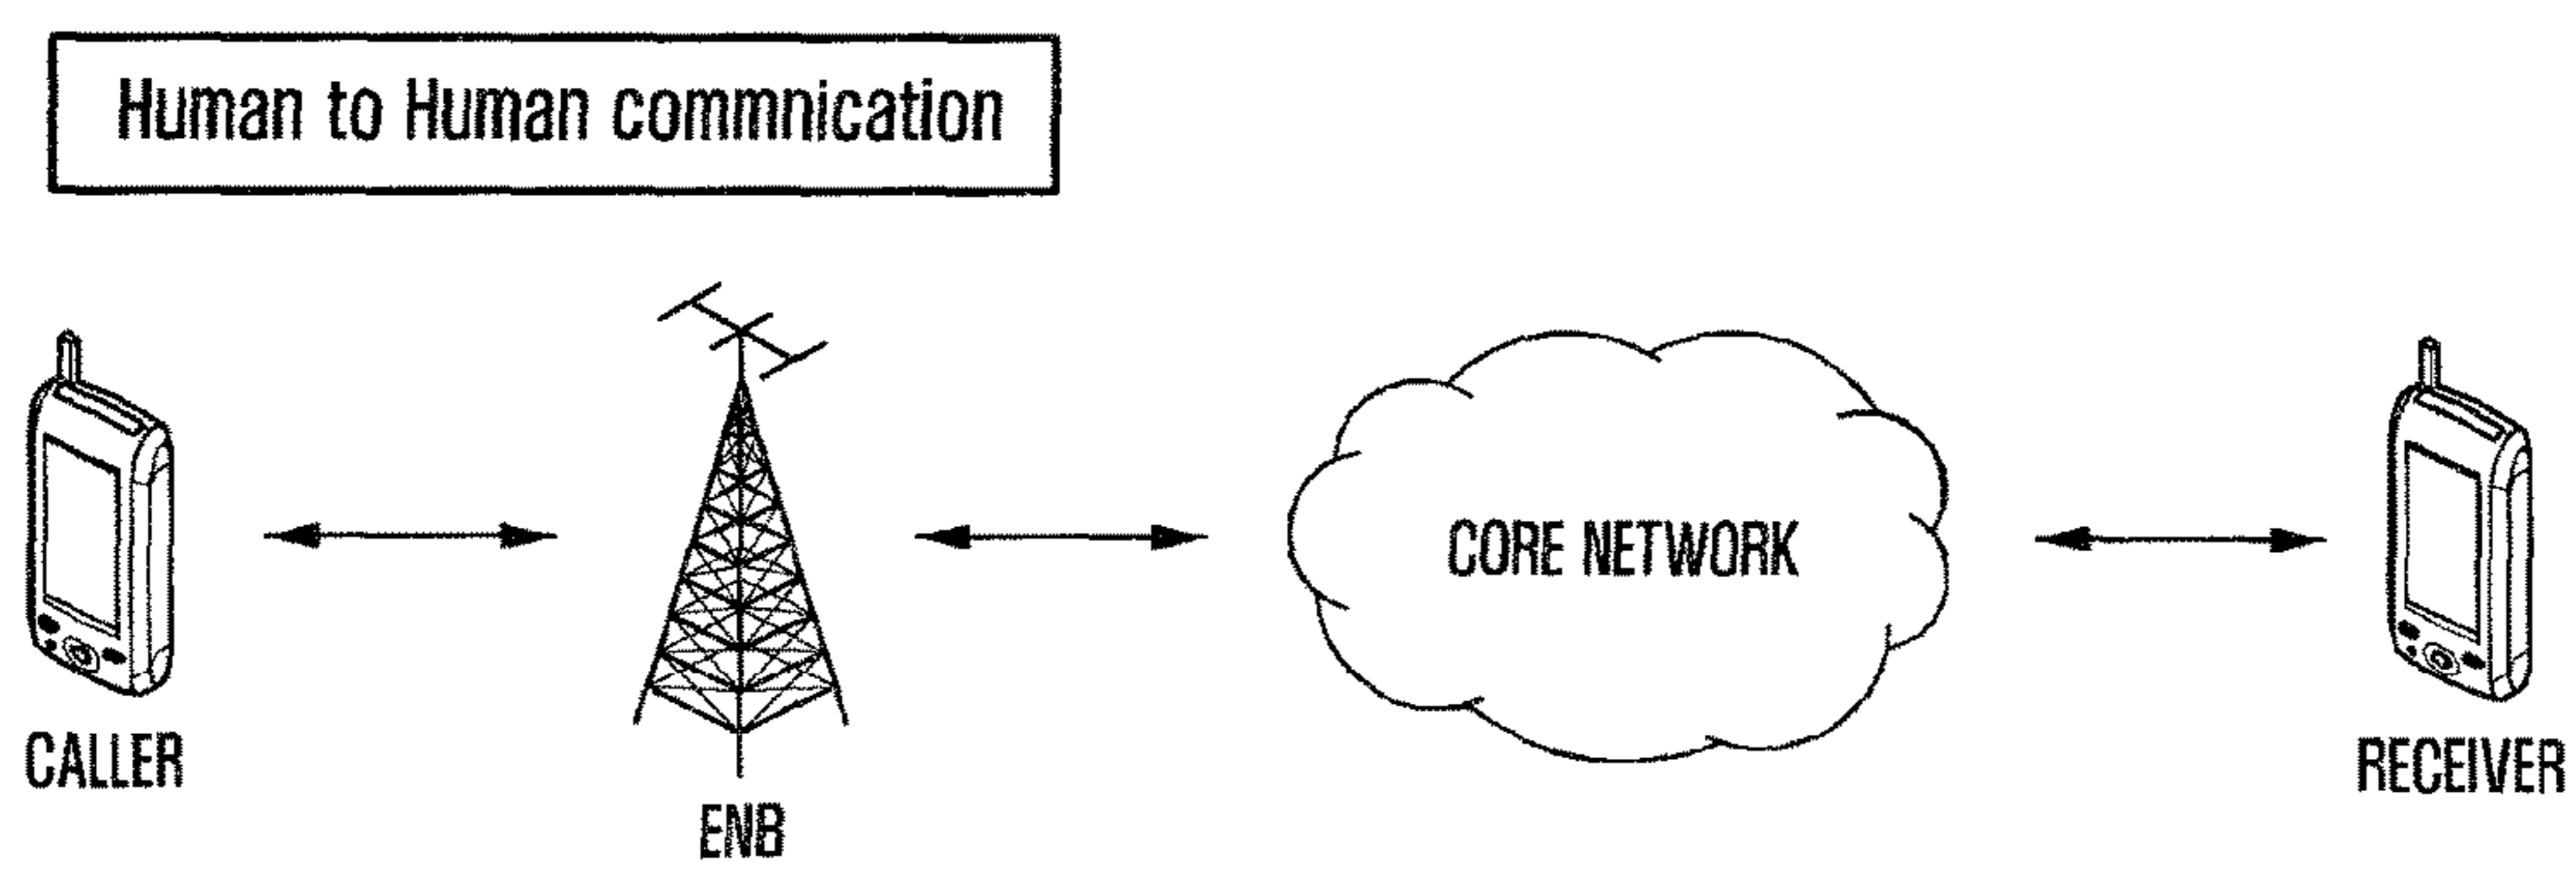 Human to Human commnication
CORE NETWORK
CALLER
RECEIVER
ENB